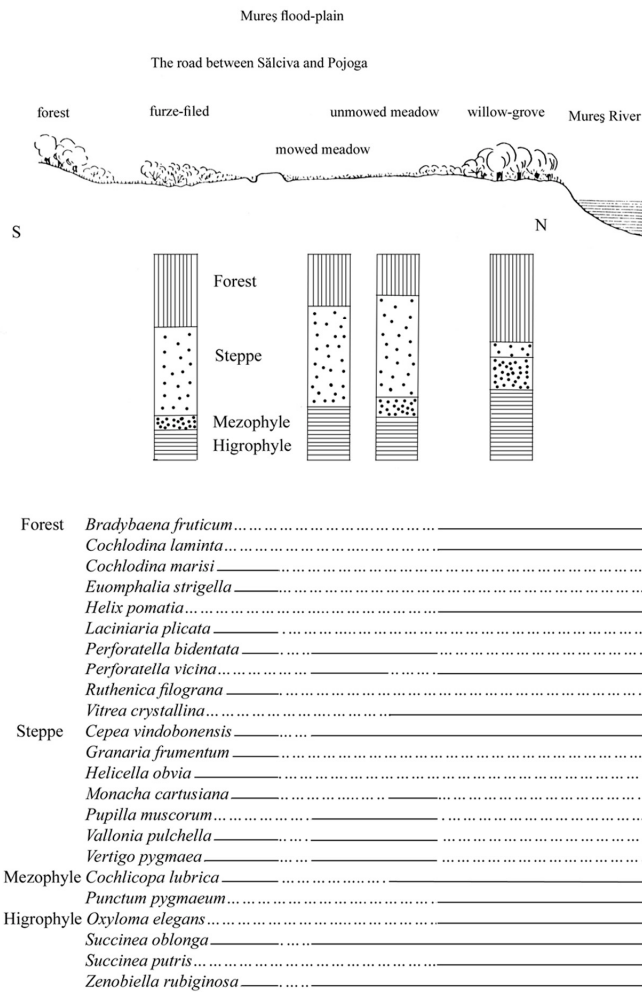 Mureş flood-plain
The road between Sălciva and Pojoga
forest furze-filed unmowed meadow willow-grove Mureş River
mowed meadow
S N
Forest
Steppe
Mezophyle
Higrophyle
Forest Bradybaena fruticum
Cochlodina laminta
Cochlodina marisi
Euomphalia strigella
Helix pomatia
Laciniaria plicata
Perforatella bidentata
Perforatella vicina
Ruthenica filograna
Vitrea crystallina
Steppe Cepea vindobonensis
Granaria frumentum
Helicella obvia
Monacha cartusiana
Pupilla muscorum
Vallonia pulchella
Vertigo pygmaea
Mezophyle Cochlicopa lubrica
Punctum pygmaeum
Higrophyle Oxyloma elegans
Succinea oblonga
Succinea putris
Zenobiella rubiginosa